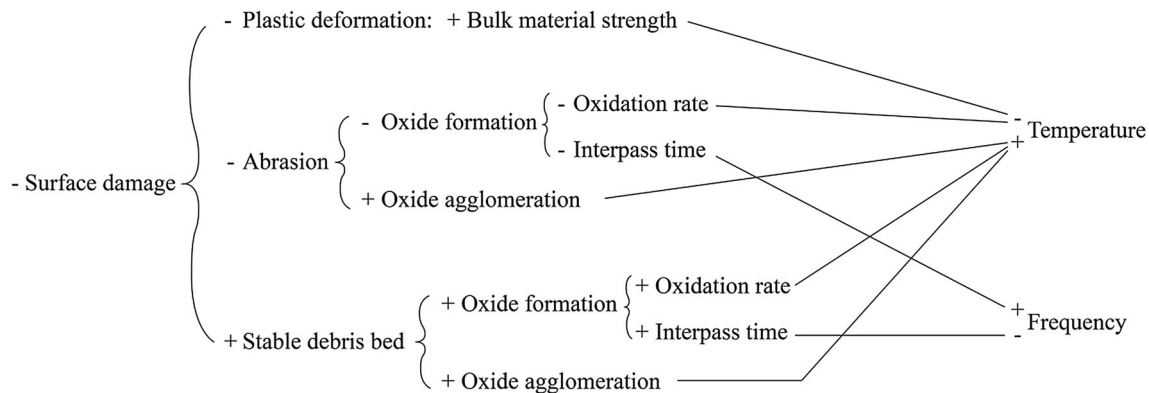 - Plastic deformation: + Bulk material strength
- Oxidation rate
- Oxide formation
-
Temperature
+
- Interpass time
- Abrasion
- Surface damage
+ Oxide agglomeration
+ Oxidation rate
+ Oxide formation
+
Frequency
-
+ Interpass time
+ Stable debris bed
+ Oxide agglomeration